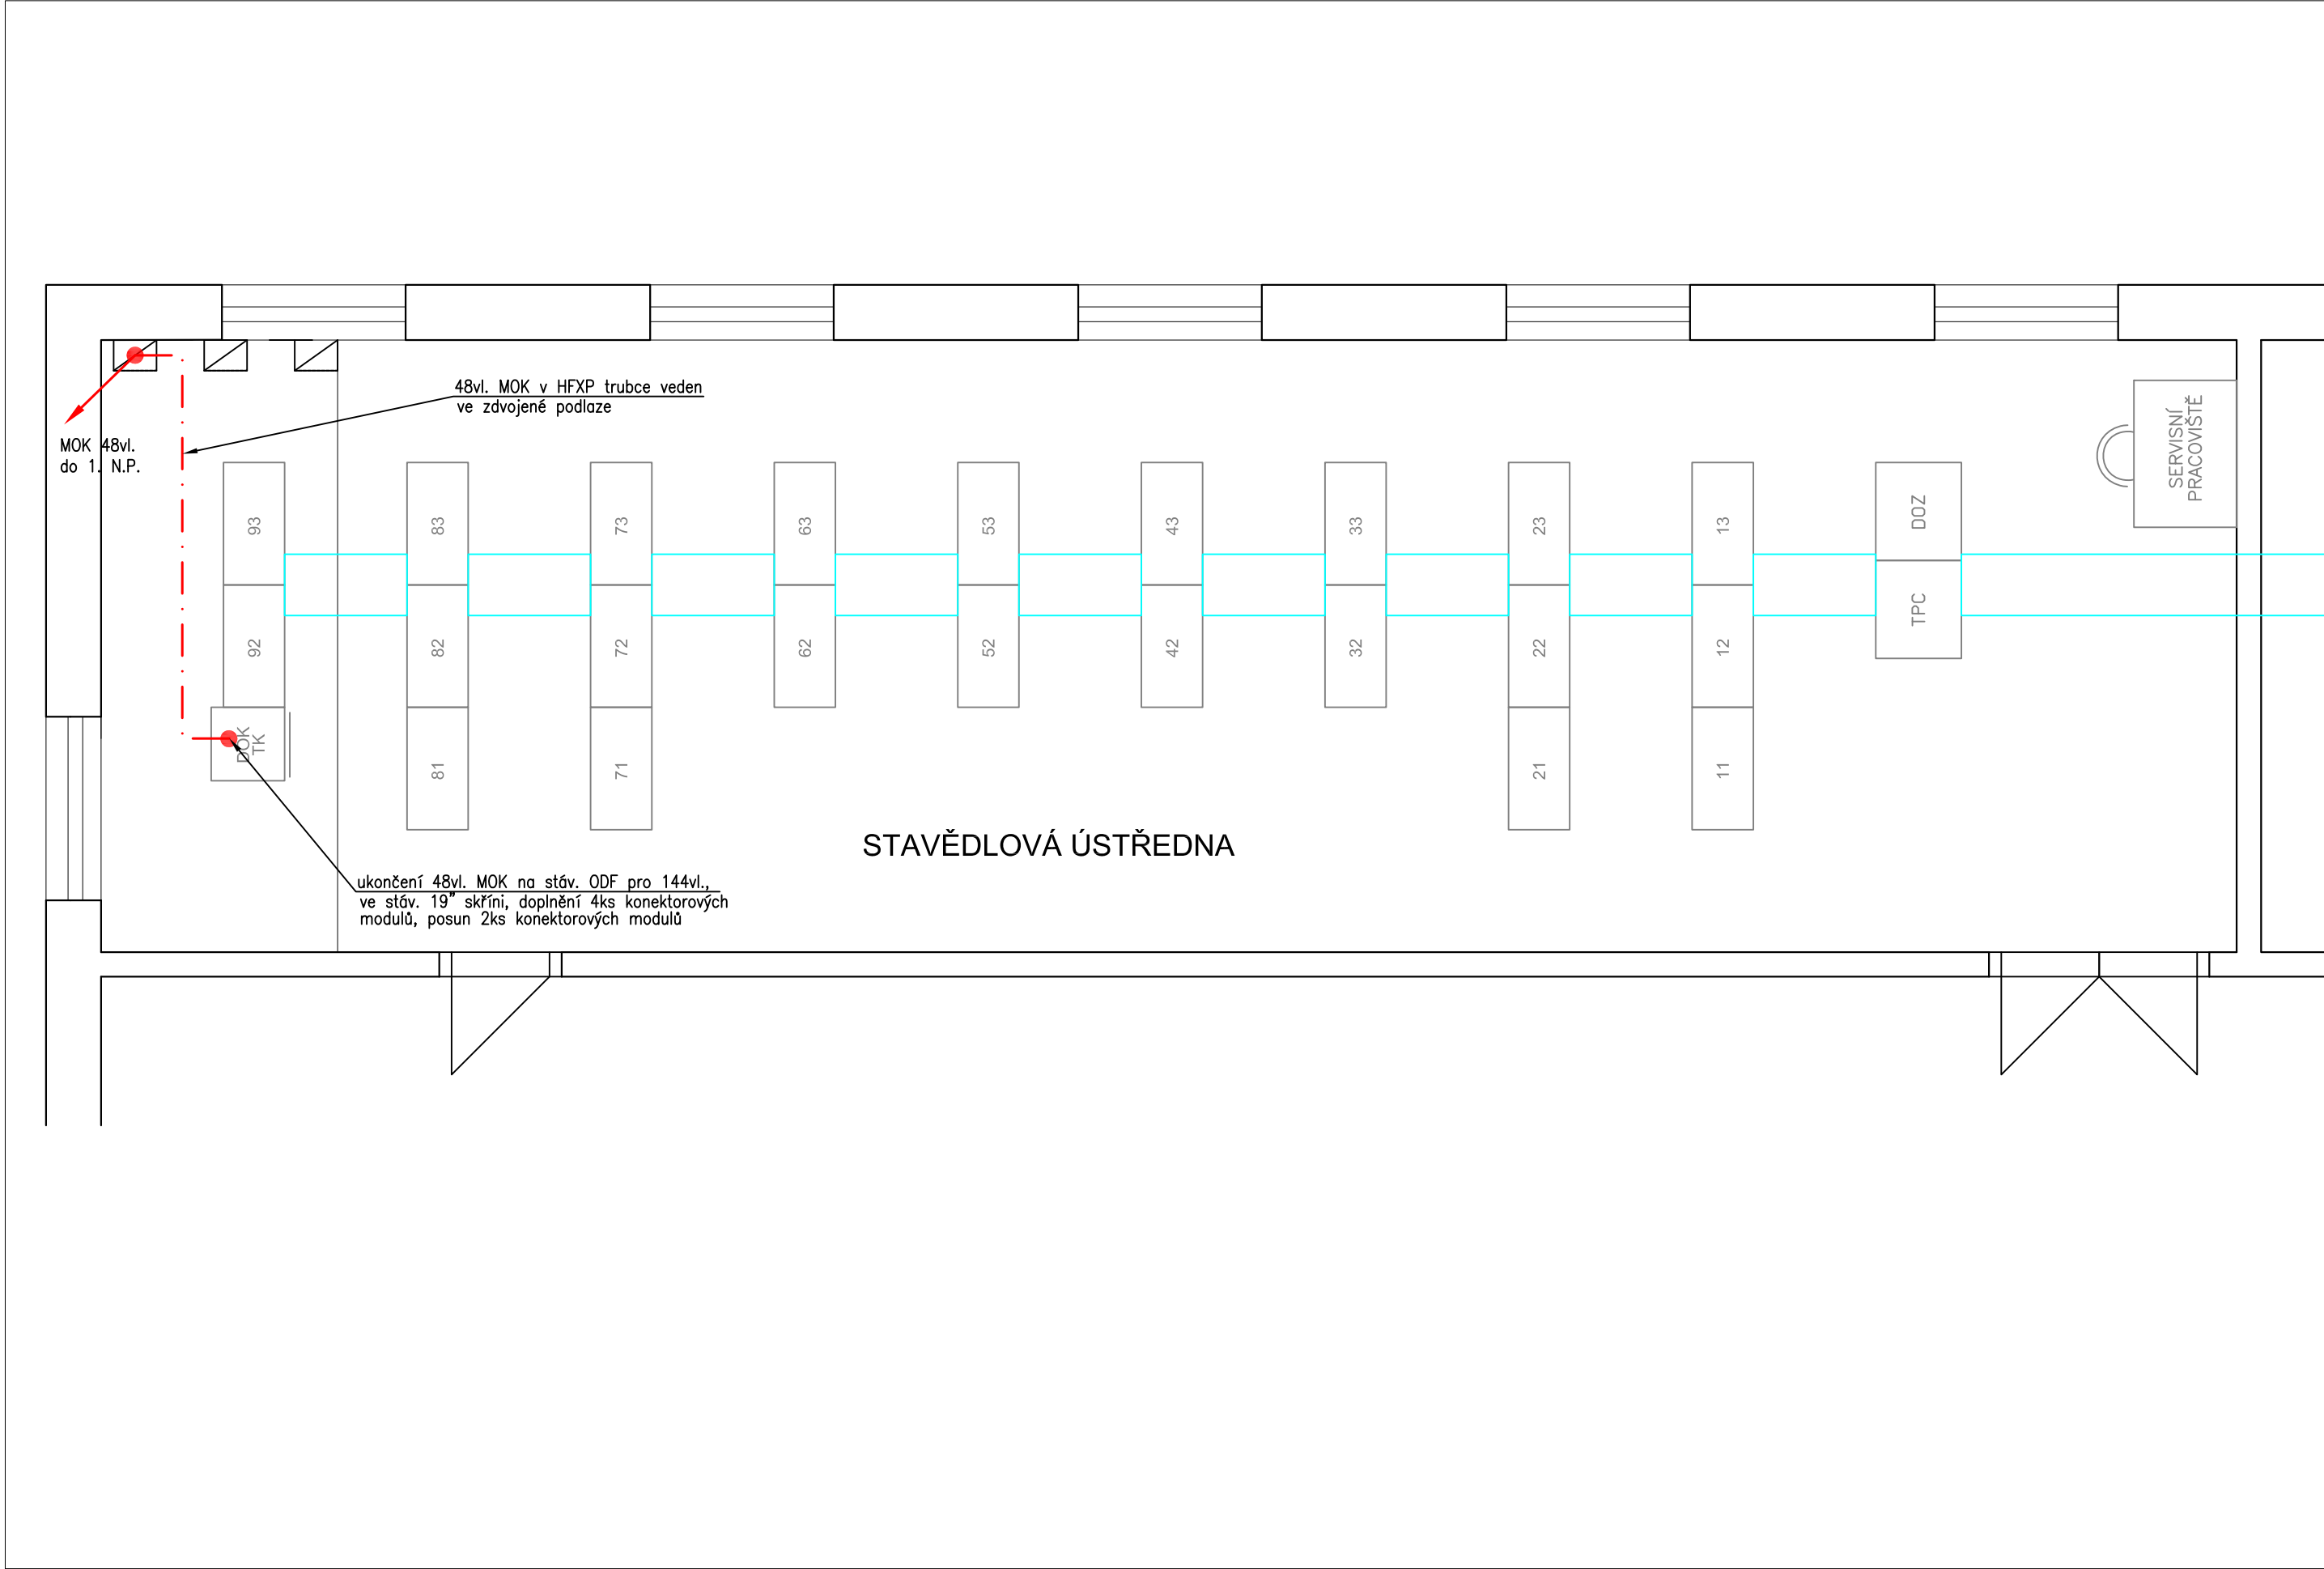 48vl. MOK v HFXP trubce veden
ve zdvojené podlaze
MOK 48vl.
do 1. N.P.
SERVISNÍ
PRACOVIŠTĚ
93
83
73
63
53
43
33
23
13
DOZ
92
82
72
62
52
42
32
22
12
TPC
DOK
TK
81
71
21
11
STAVĚDLOVÁ ÚSTŘEDNA
ukončení 48vl. MOK na stáv. ODF pro 144vl.,
ve stáv. 19" skříni, doplnění 4ks konektorových
modulů, posun 2ks konektorových modulů